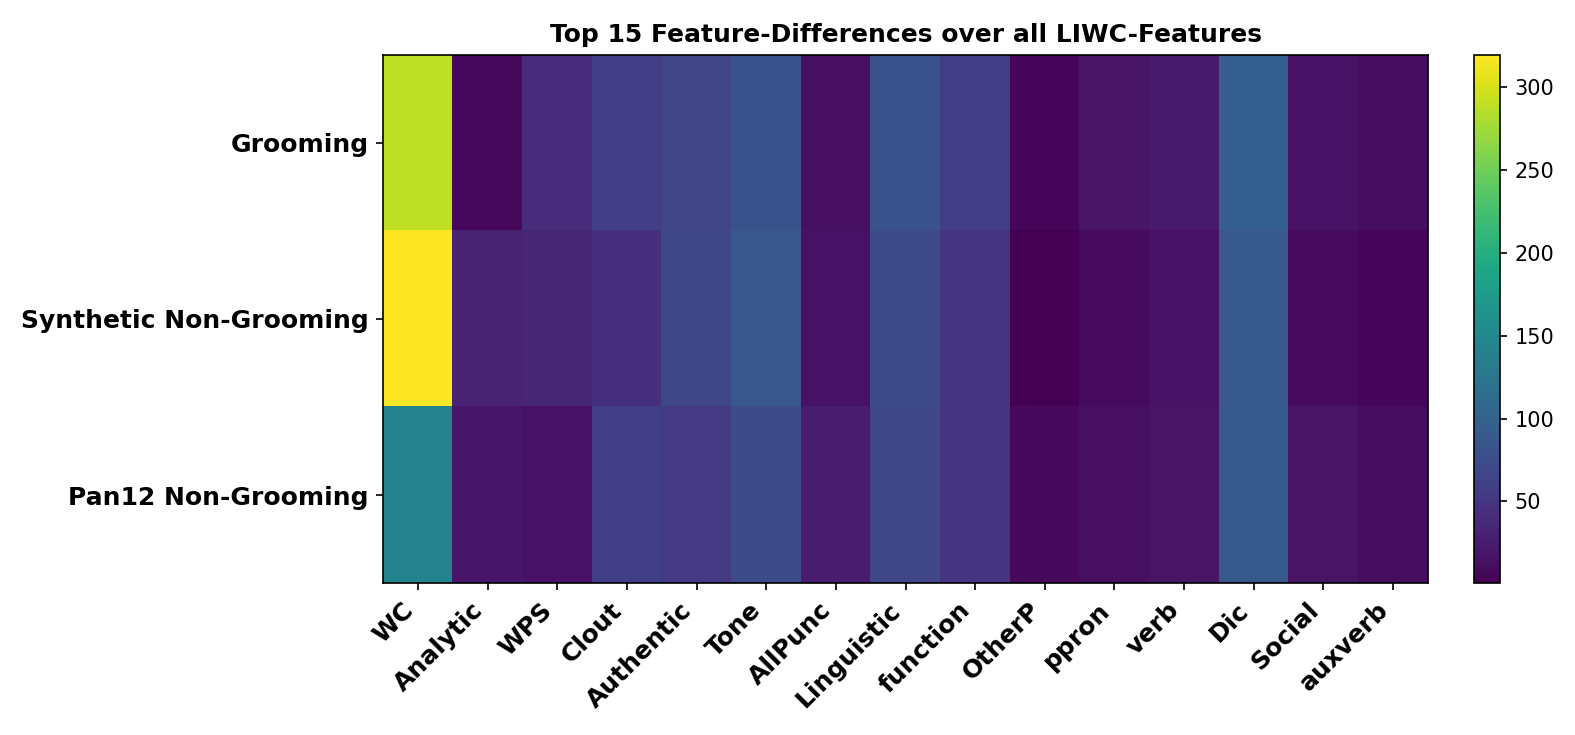 Top 15 Feature-Differences over all LIWC-Features
Grooming
Synthetic Non-Grooming
Pan12 Non-Grooming
WC
Analytic
WPS
Clout
Authentic
Tone
AllPunc
Linguistic
function
OtherP
ppron
verb
Dic
Social
auxverb
300
250
200
150
100
50